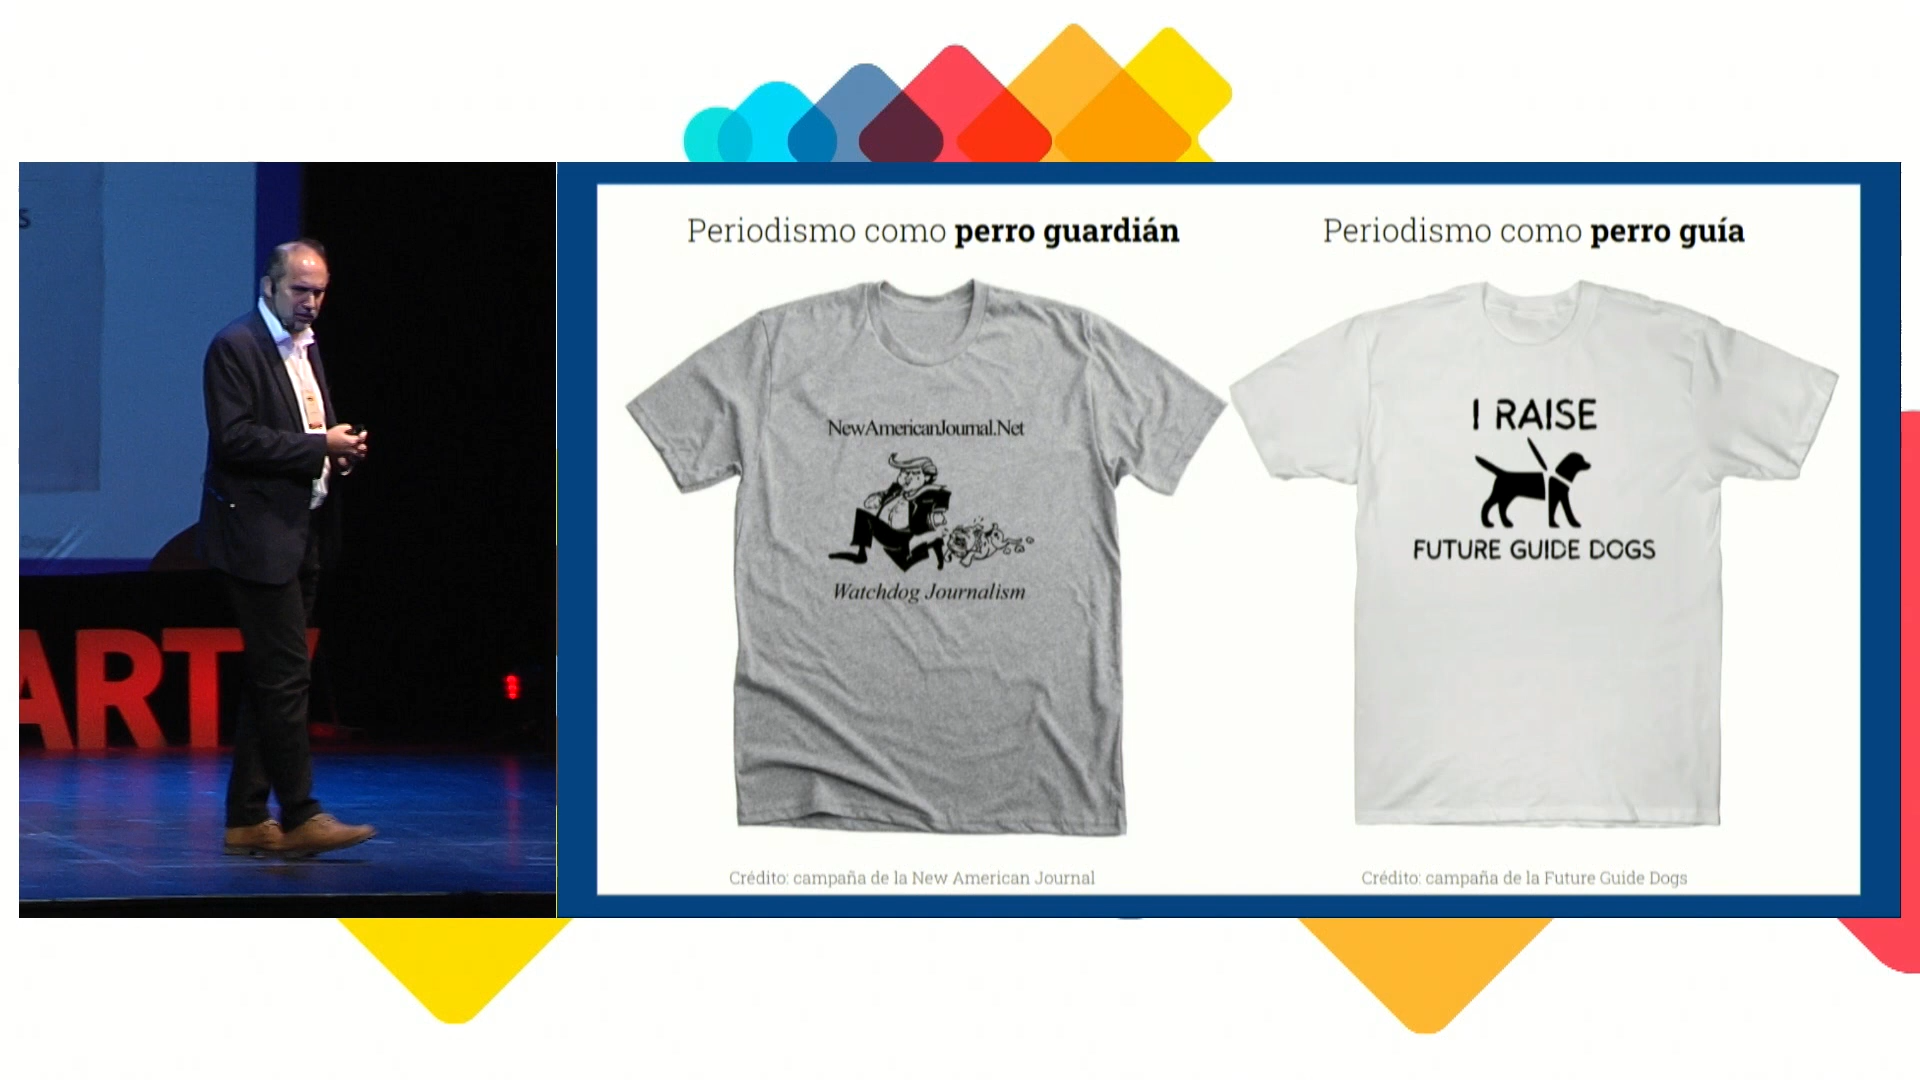 S
ART
Periodismo como perro guardián
NewAmericanJournal.Net
Watchdog Journalism
Crédito: campaña de la New American Journal
Periodismo como perro guía
I RAISE
FUTURE GUIDE DOGS
Crédito: campaña de la Future Guide Dogs